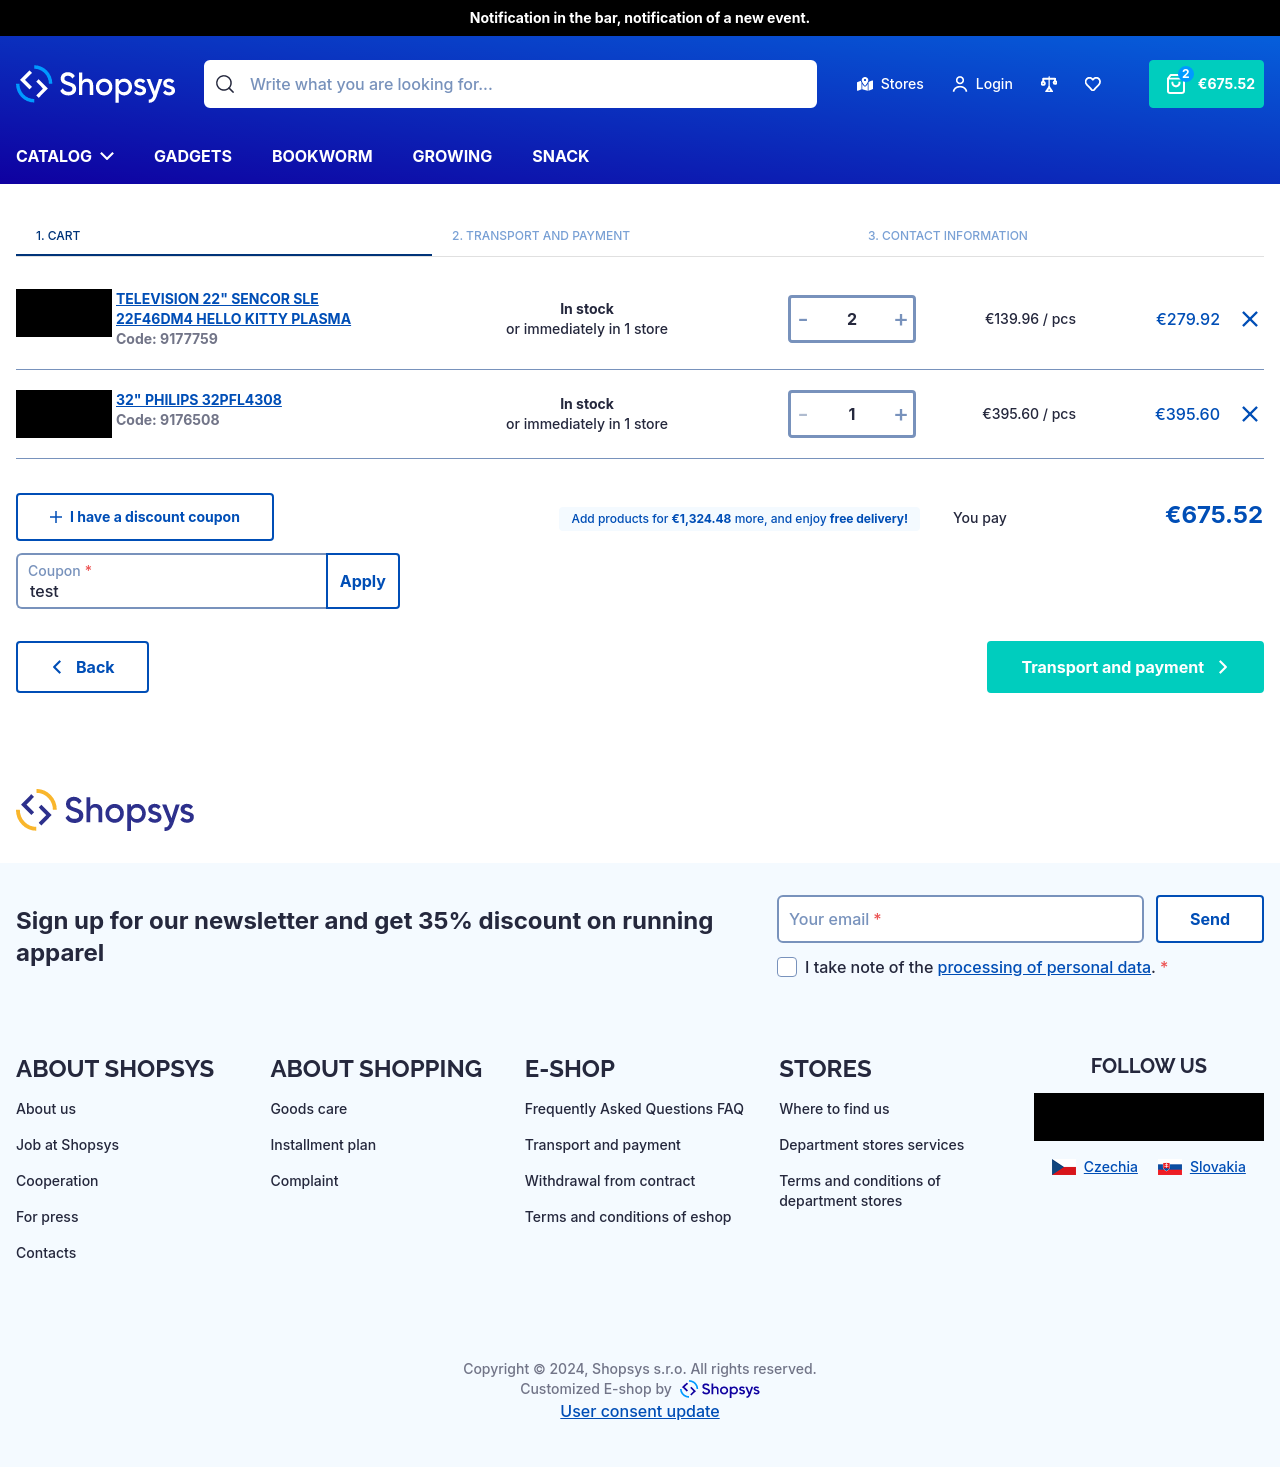 Notification in the bar, notification of a new event.
Shopsys
Write what you are looking for...
Stores
Login
2
€675.52
CATALOG
GADGETS
BOOKWORM
GROWING
SNACK
1. CART
2. TRANSPORT AND PAYMENT
3. CONTACT INFORMATION
TELEVISION 22" SENCOR SLE
22F46DM4 HELLO KITTY PLASMA
Code: 9177759
In stock
or immediately in 1 store
- 2 +
€139.96 / pcs
€279.92
32" PHILIPS 32PFL4308
Code: 9176508
In stock
or immediately in 1 store
- 1 +
€395.60 / pcs
€395.60
I have a discount coupon
Add products for €1,324.48 more, and enjoy free delivery!
You pay
€675.52
Coupon *
test
Apply
Back
Transport and payment
Shopsys
Sign up for our newsletter and get 35% discount on running
apparel
Your email *
Send
I take note of the processing of personal data. *
ABOUT SHOPSYS
About us
Job at Shopsys
Cooperation
For press
Contacts
ABOUT SHOPPING
Goods care
Installment plan
Complaint
E-SHOP
Frequently Asked Questions FAQ
Transport and payment
Withdrawal from contract
Terms and conditions of eshop
STORES
Where to find us
Department stores services
Terms and conditions of
department stores
FOLLOW US
Czechia
Slovakia
Copyright © 2024, Shopsys s.r.o. All rights reserved.
Customized E-shop by Shopsys
User consent update